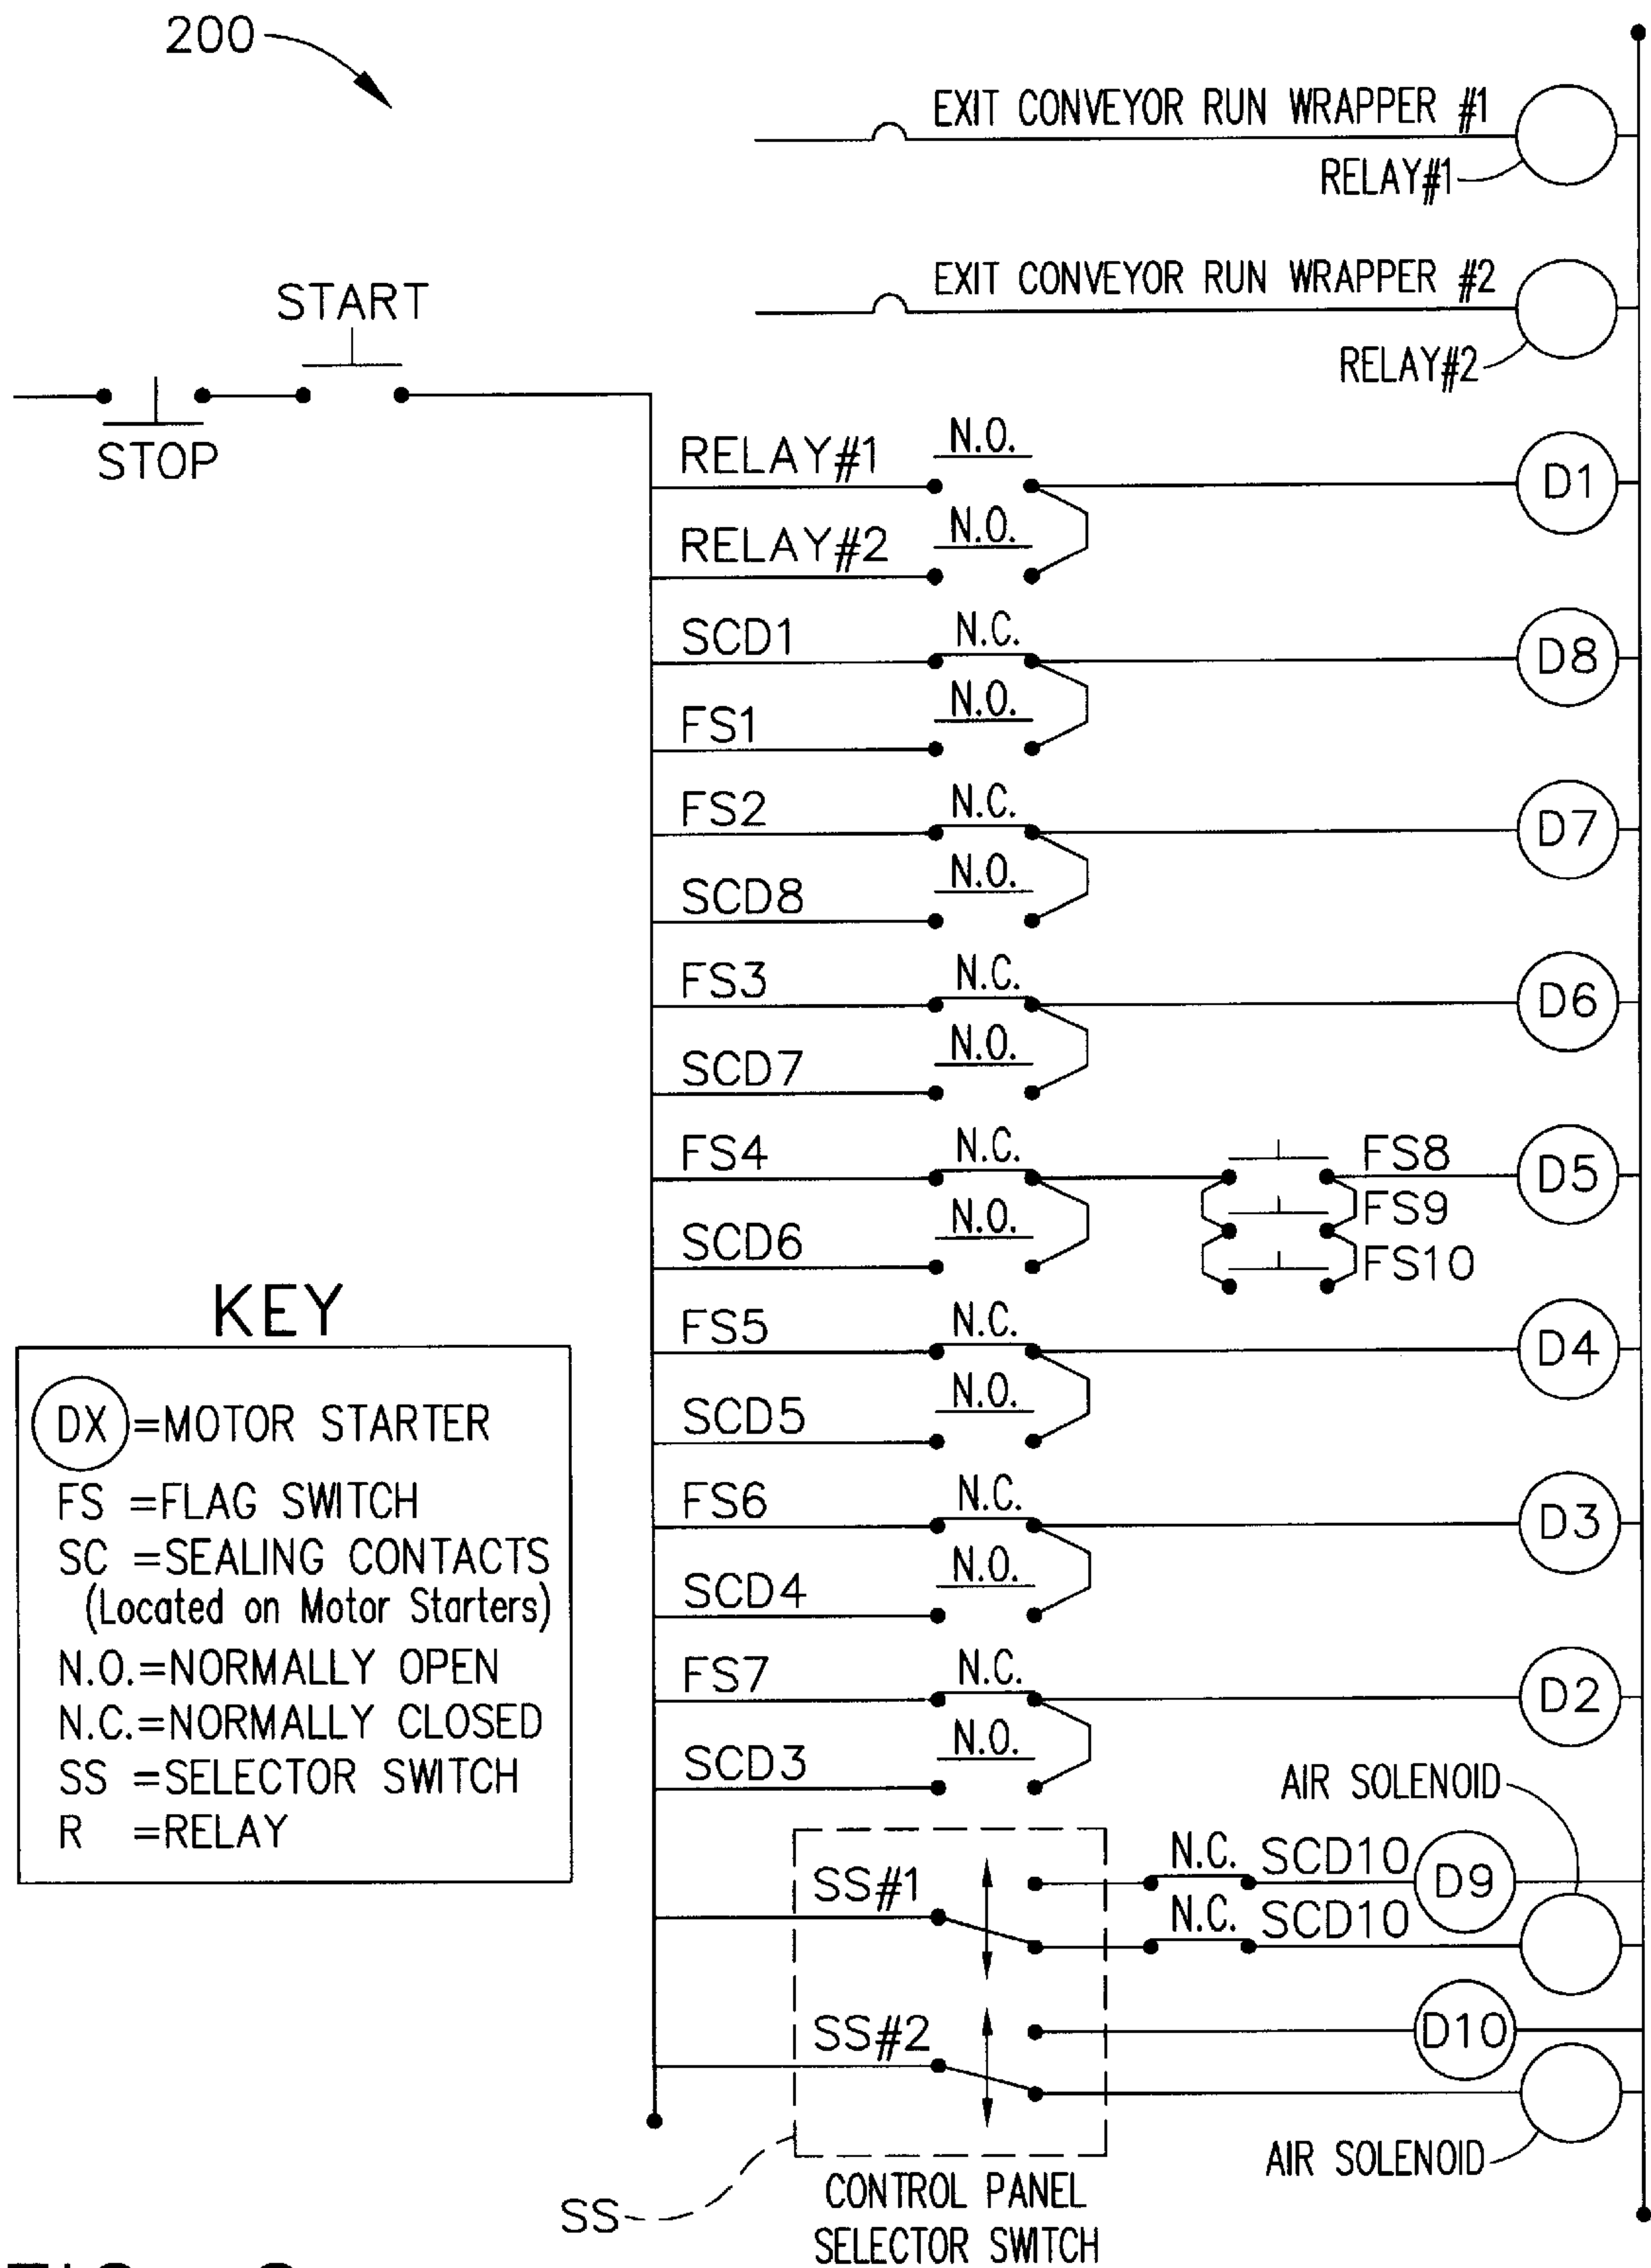 200
EXIT CONVEYOR RUN WRAPPER #1
RELAY#1
EXIT CONVEYOR RUN WRAPPER #2
RELAY#2
START
STOP
RELAY#1 N.O. D1
RELAY#2 N.O.
SCD1 N.C. D8
FS1 N.O.
FS2 N.C. D7
SCD8 N.O.
FS3 N.C. D6
SCD7 N.O.
FS4 N.C. FS8 D5
FS9
SCD6 N.O. FS10
FS5 N.C. D4
SCD5 N.O.
FS6 N.C. D3
SCD4 N.O.
FS7 N.C. D2
SCD3 N.O.
AIR SOLENOID
SS#1 N.C. SCD10 D9
N.C. SCD10
SS#2 D10
AIR SOLENOID
SS
CONTROL PANEL
SELECTOR SWITCH
KEY
DX =MOTOR STARTER
FS =FLAG SWITCH
SC =SEALING CONTACTS
(Located on Motor Starters)
N.O.=NORMALLY OPEN
N.C.=NORMALLY CLOSED
SS =SELECTOR SWITCH
R =RELAY